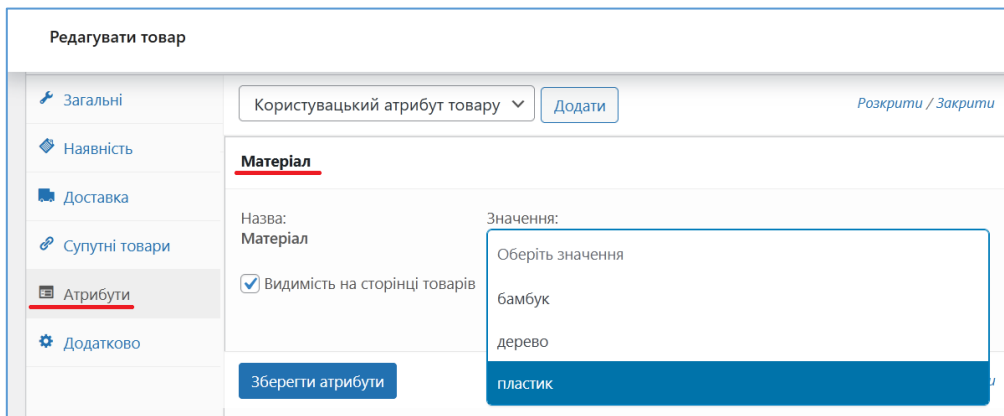 Редагувати товар
Загальні
Користувацький атрибут товару
Додати
Розкрити / Закрити
Наявність
Матеріал
Доставка
Назва:
Значення:
Матеріал
Оберіть значення
Супутні товари
Видимість на сторінці товарів
бамбук
Атрибути
дерево
Додатково
Зберегти атрибути
пластик